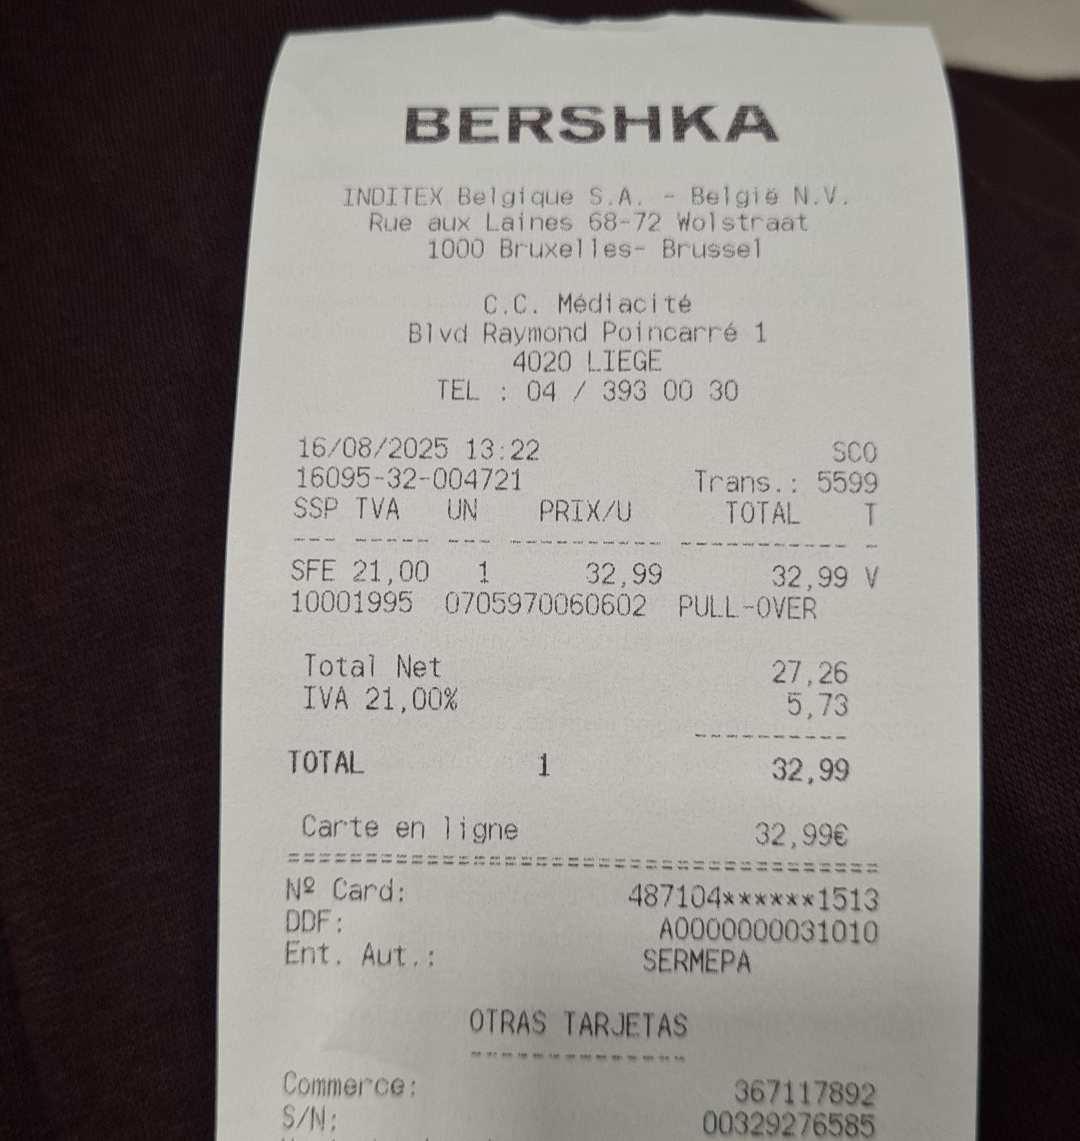 BERSHKA
INDITEX Belgique S.A. - België N.V.
Rue aux Laines 68-72 Wolstraat
1000 Bruxelles- Brussel
C.C. Médiacité
Blvd Raymond Poincarré 1
4020 LIEGE
TEL : 04 / 393 00 30
16/08/2025 13:22 SCO
16095-32-004721 Trans.: 5599
SSP TVA UN PRIX/U TOTAL T
--- ----- --- ---------- ----------- -
SFE 21,00 1 32,99 32,99 V
10001995 0705970060602 PULL-OVER
Total Net 27,26
IVA 21,00% 5,73
----------
TOTAL 1 32,99
Carte en ligne 32,99€
=======================================
Nº Card: 487104******1513
DDF: A0000000031010
Ent. Aut.: SERMEPA
OTRAS TARJETAS
--------------
Commerce: 367117892
S/N: 00329276585